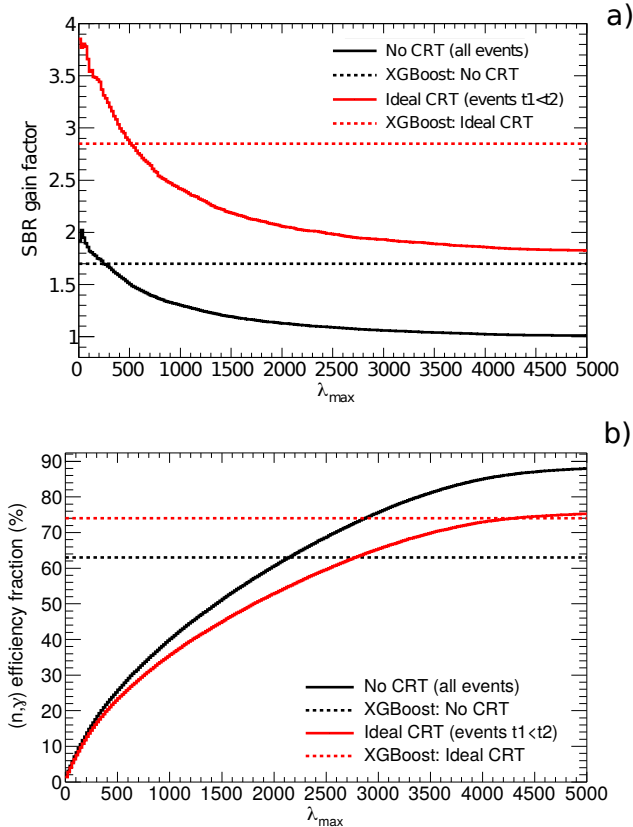 a)
4
3.5
3
2.5
2
1.5
1
SBR gain factor
No CRT (all events)
XGBoost: No CRT
Ideal CRT (events t1<t2)
XGBoost: Ideal CRT
0 500 1000 1500 2000 2500 3000 3500 4000 4500 5000
λmax
b)
90
80
70
60
50
40
30
20
10
0
(n,γ) efficiency fraction (%)
No CRT (all events)
XGBoost: No CRT
Ideal CRT (events t1<t2)
XGBoost: Ideal CRT
0 500 1000 1500 2000 2500 3000 3500 4000 4500 5000
λmax